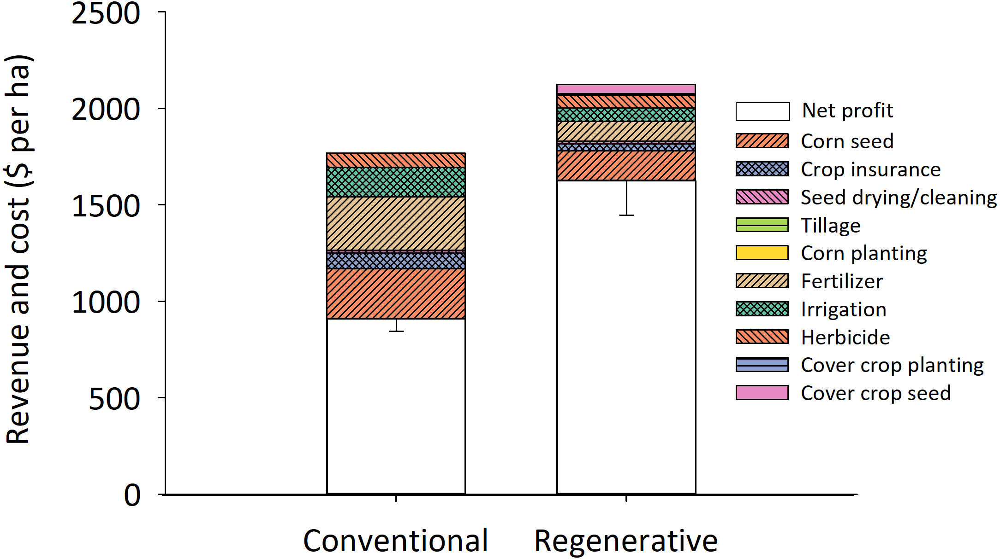 Revenue and cost ($ per ha)
2500
2000
1500
1000
500
0
Conventional
Regenerative
Net profit
Corn seed
Crop insurance
Seed drying/cleaning
Tillage
Corn planting
Fertilizer
Irrigation
Herbicide
Cover crop planting
Cover crop seed